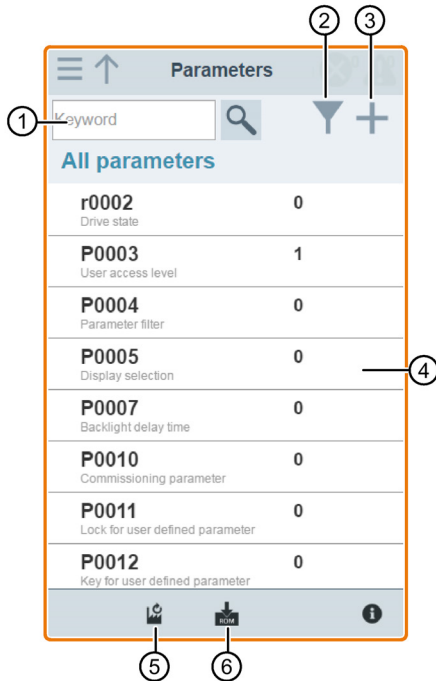 2
3
Parameters
1
Keyword
All parameters
r0002 0
Drive state
P0003 1
User access level
P0004 0
Parameter filter
P0005 0
Display selection
4
P0007 0
Backlight delay time
P0010 0
Commissioning parameter
P0011 0
Lock for user defined parameter
P0012 0
Key for user defined parameter
ROM
i
5
6